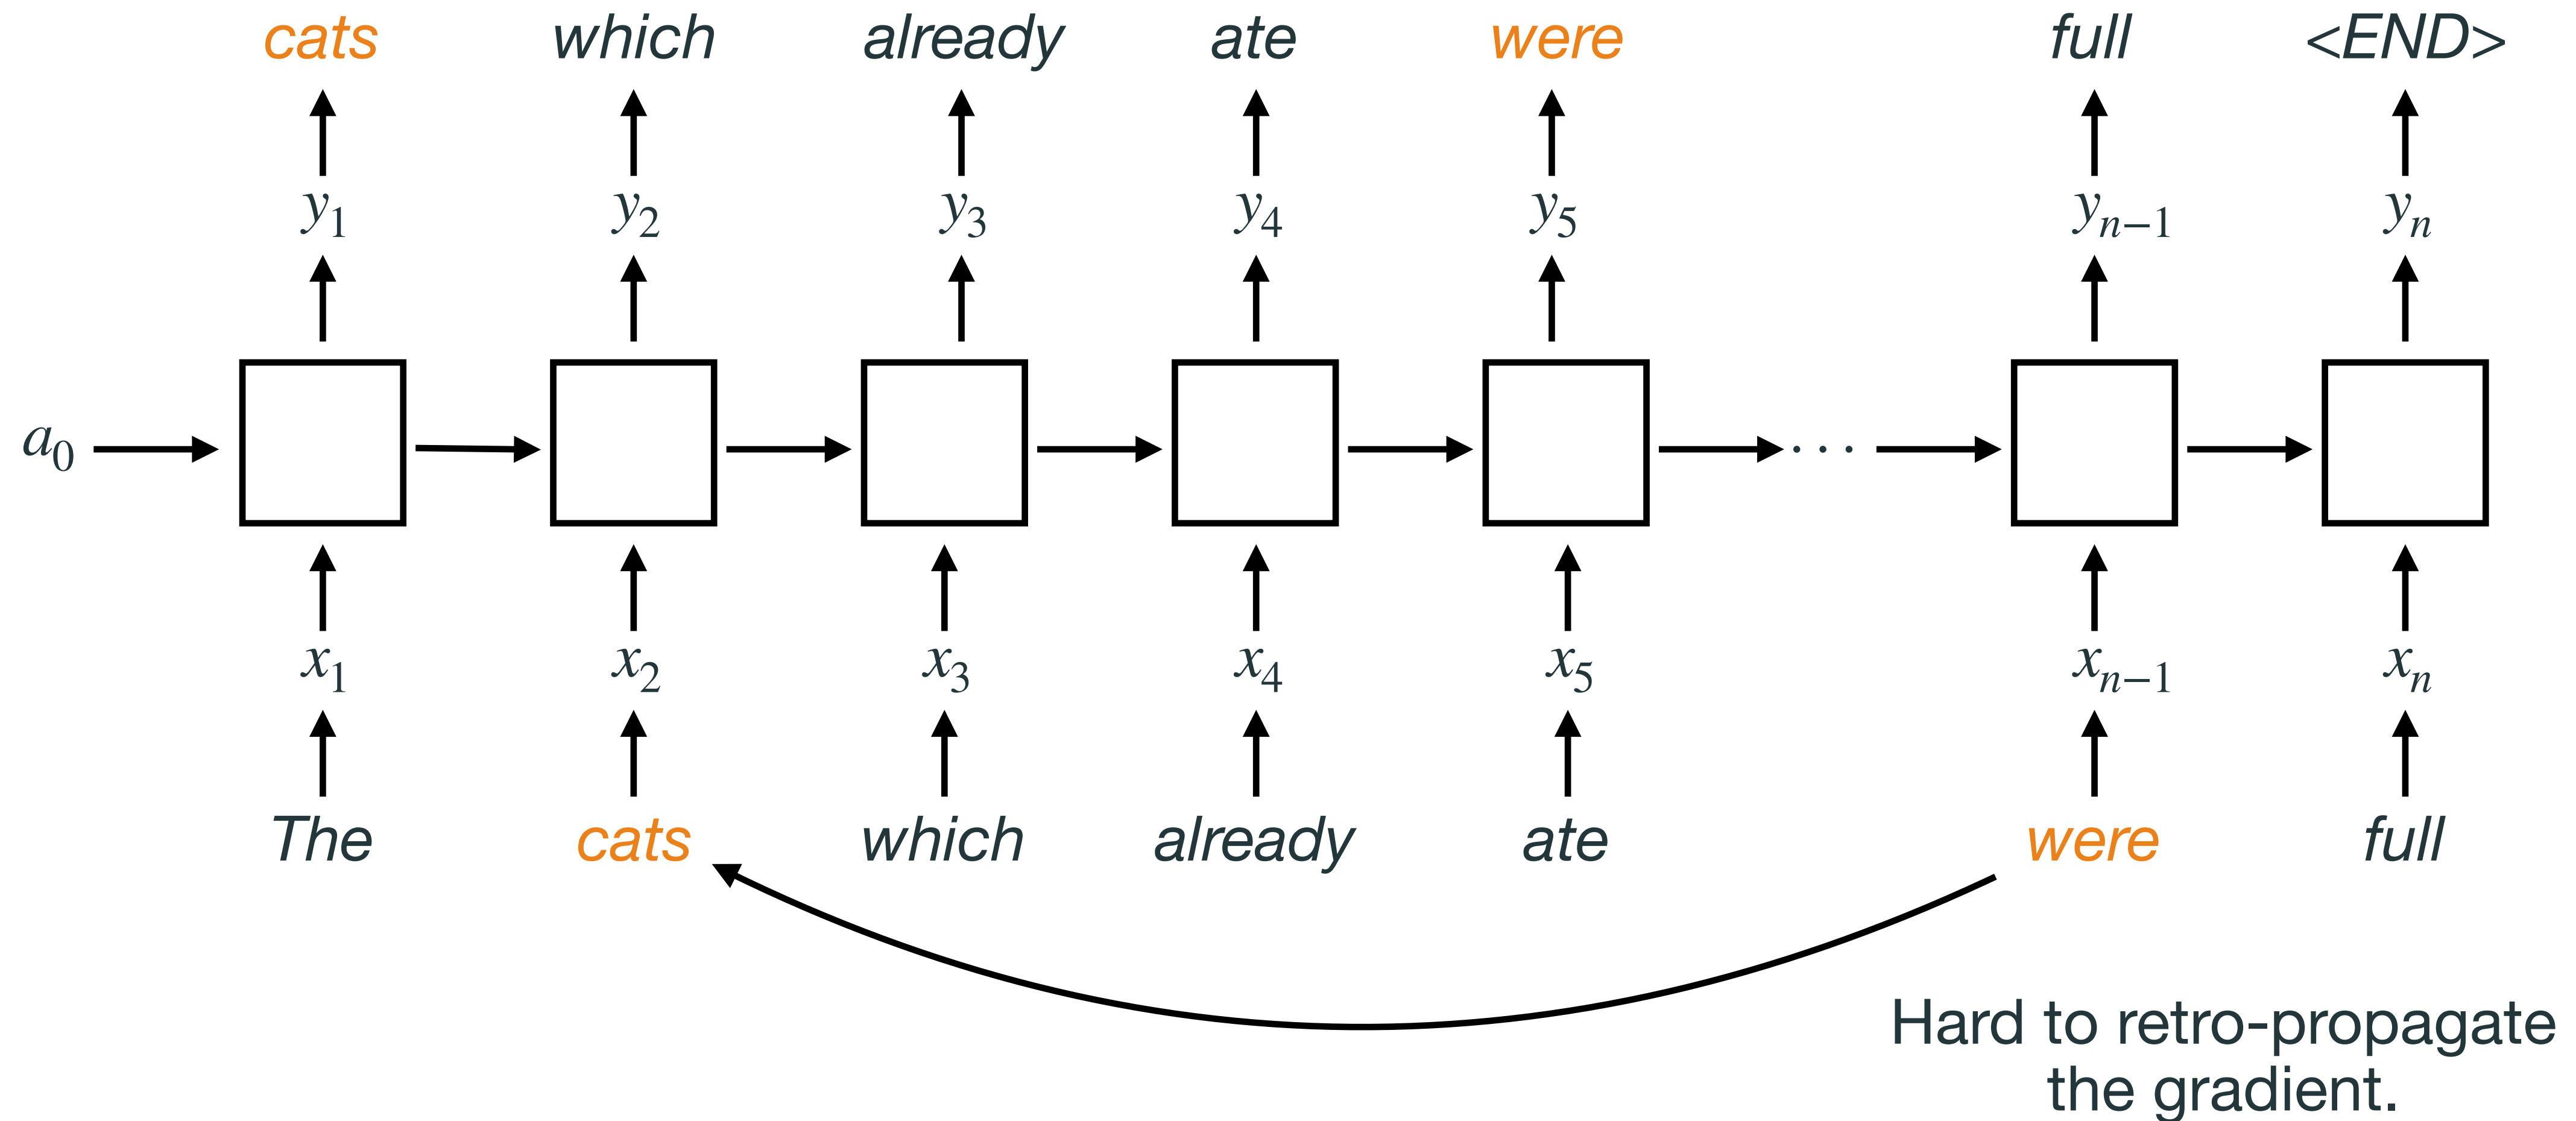 cats which already ate were full <END>
y₁ y₂ y₃ y₄ y₅ yₙ₋₁ yₙ
a₀ ···
x₁ x₂ x₃ x₄ x₅ xₙ₋₁ xₙ
The cats which already ate were full
Hard to retro-propagate
the gradient.